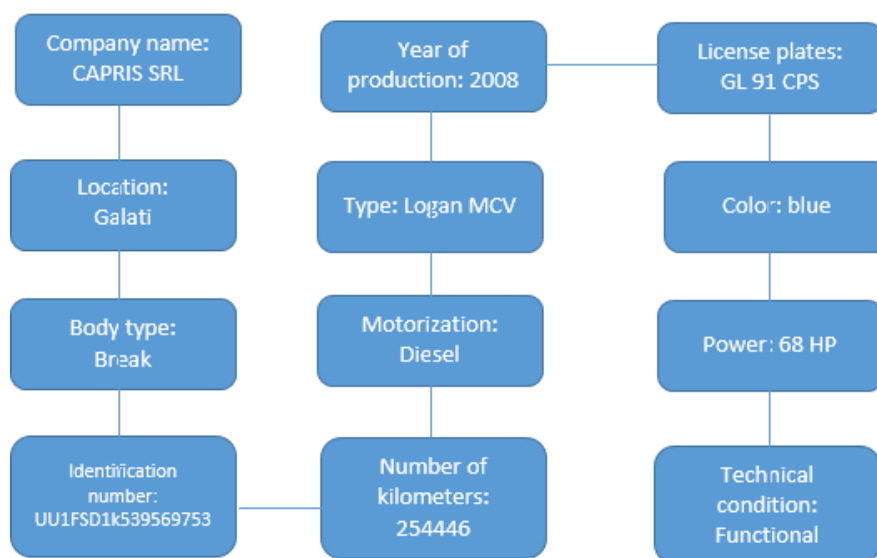 Company name:
CAPRIS SRL
Location:
Galati
Body type:
Break
Identification
number:
UU1FSD1k539569753
Number of
kilometers:
254446
Motorization:
Diesel
Type: Logan MCV
Year of
production: 2008
License plates:
GL 91 CPS
Color: blue
Power: 68 HP
Technical
condition:
Functional